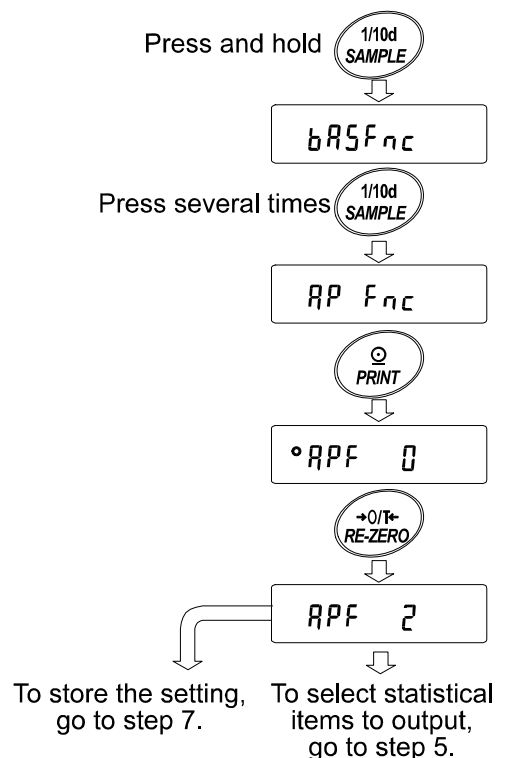 Press and hold
1/10d
SAMPLE
bASFnc
Press several times
1/10d
SAMPLE
AP Fnc
PRINT
APF 0
→0/T←
RE-ZERO
APF 2
To store the setting,
go to step 7.
To select statistical
items to output,
go to step 5.